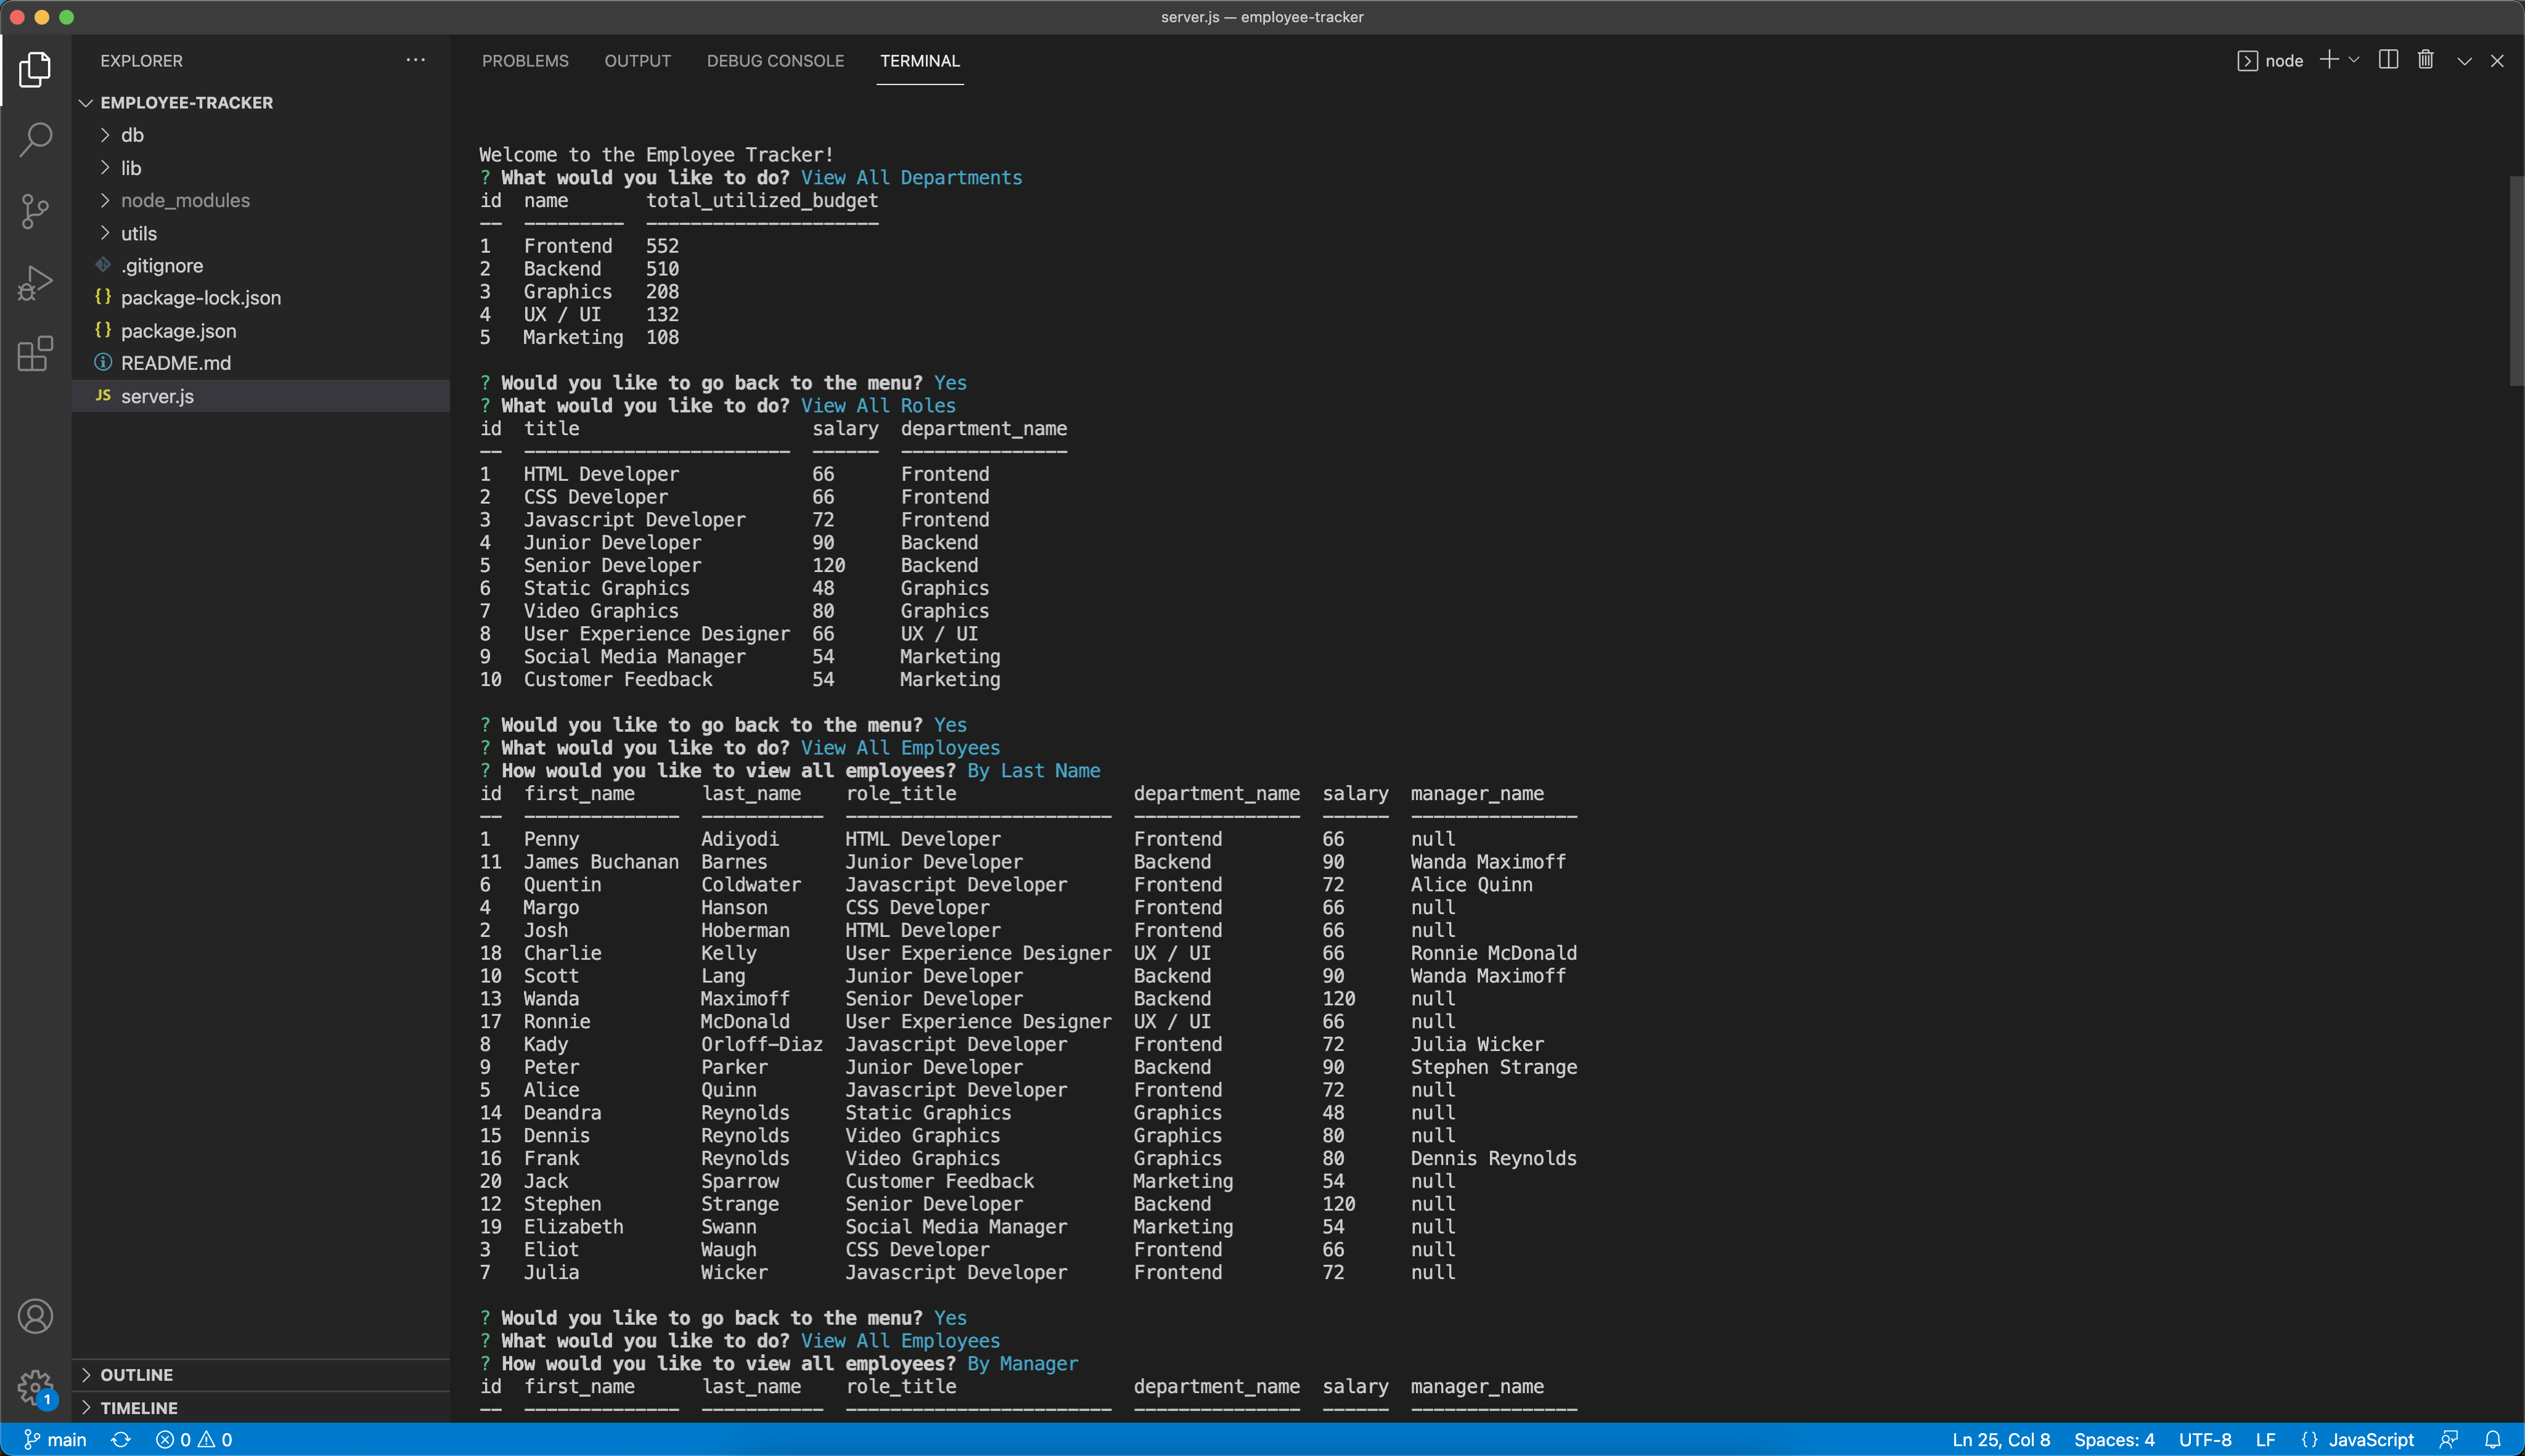 server.js — employee-tracker
EXPLORER
EMPLOYEE-TRACKER
db
lib
node_modules
utils
.gitignore
{} package-lock.json
{} package.json
README.md
JS server.js
OUTLINE
TIMELINE
PROBLEMS OUTPUT DEBUG CONSOLE TERMINAL
node
Welcome to the Employee Tracker!
? What would you like to do? View All Departments
id  name       total_utilized_budget
--  ---------  ---------------------
1   Frontend   552
2   Backend    510
3   Graphics   208
4   UX / UI    132
5   Marketing  108
? Would you like to go back to the menu? Yes
? What would you like to do? View All Roles
id  title                     salary  department_name
--  ------------------------  ------  ---------------
1   HTML Developer            66      Frontend
2   CSS Developer             66      Frontend
3   Javascript Developer      72      Frontend
4   Junior Developer          90      Backend
5   Senior Developer          120     Backend
6   Static Graphics           48      Graphics
7   Video Graphics            80      Graphics
8   User Experience Designer  66      UX / UI
9   Social Media Manager      54      Marketing
10  Customer Feedback         54      Marketing
? Would you like to go back to the menu? Yes
? What would you like to do? View All Employees
? How would you like to view all employees? By Last Name
id  first_name      last_name    role_title                department_name  salary  manager_name
--  --------------  -----------  ------------------------  ---------------  ------  ---------------
1   Penny           Adiyodi      HTML Developer            Frontend         66      null
11  James Buchanan  Barnes       Junior Developer          Backend          90      Wanda Maximoff
6   Quentin         Coldwater    Javascript Developer      Frontend         72      Alice Quinn
4   Margo           Hanson       CSS Developer             Frontend         66      null
2   Josh            Hoberman     HTML Developer            Frontend         66      null
18  Charlie         Kelly        User Experience Designer  UX / UI          66      Ronnie McDonald
10  Scott           Lang         Junior Developer          Backend          90      Wanda Maximoff
13  Wanda           Maximoff     Senior Developer          Backend          120     null
17  Ronnie          McDonald     User Experience Designer  UX / UI          66      null
8   Kady            Orloff-Diaz  Javascript Developer      Frontend         72      Julia Wicker
9   Peter           Parker       Junior Developer          Backend          90      Stephen Strange
5   Alice           Quinn        Javascript Developer      Frontend         72      null
14  Deandra         Reynolds     Static Graphics           Graphics         48      null
15  Dennis          Reynolds     Video Graphics            Graphics         80      null
16  Frank           Reynolds     Video Graphics            Graphics         80      Dennis Reynolds
20  Jack            Sparrow      Customer Feedback         Marketing        54      null
12  Stephen         Strange      Senior Developer          Backend          120     null
19  Elizabeth       Swann        Social Media Manager      Marketing        54      null
3   Eliot           Waugh        CSS Developer             Frontend         66      null
7   Julia           Wicker       Javascript Developer      Frontend         72      null
? Would you like to go back to the menu? Yes
? What would you like to do? View All Employees
? How would you like to view all employees? By Manager
id  first_name      last_name    role_title                department_name  salary  manager_name
--  --------------  -----------  ------------------------  ---------------  ------  ---------------
1
main 0 0 Ln 25, Col 8 Spaces: 4 UTF-8 LF {} JavaScript